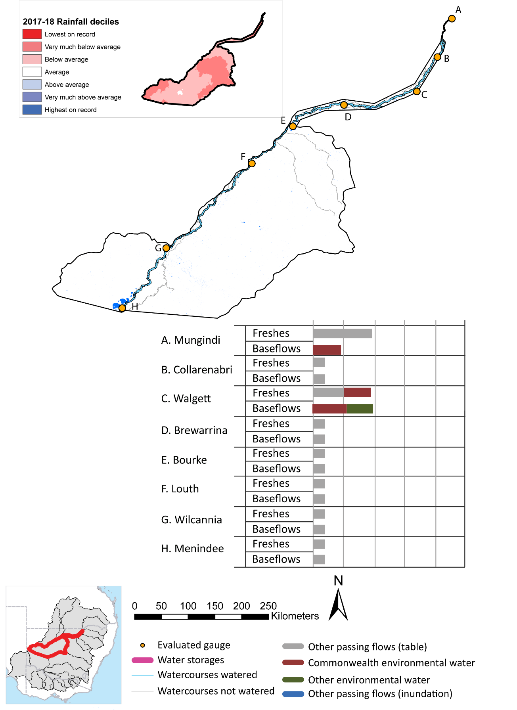 2017-18 Rainfall deciles
Lowest on record
Very much below average
Below average
Average
Above average
Very much above average
Highest on record
A
B
C
D
E
F
G
H
A. Mungindi
Freshes
Baseflows
B. Collarenabri
Freshes
Baseflows
C. Walgett
Freshes
Baseflows
D. Brewarrina
Freshes
Baseflows
E. Bourke
Freshes
Baseflows
F. Louth
Freshes
Baseflows
G. Wilcannia
Freshes
Baseflows
H. Menindee
Freshes
Baseflows
N
0 50 100 150 200 250
Kilometers
Evaluated gauge
Water storages
Watercourses watered
Watercourses not watered
Other passing flows (table)
Commonwealth environmental water
Other environmental water
Other passing flows (inundation)